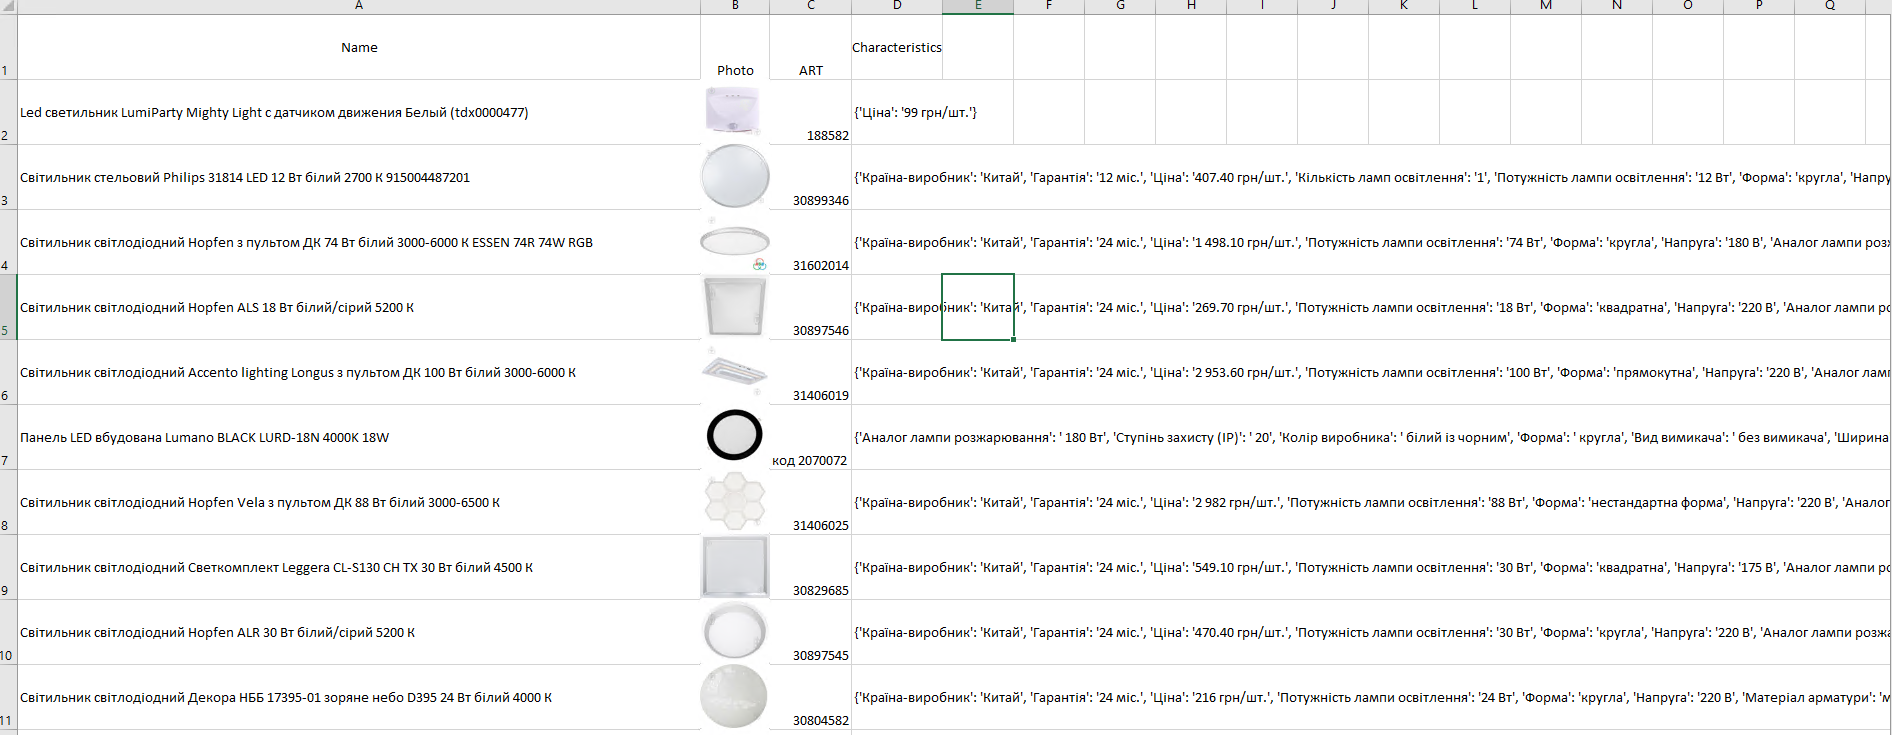 A B C D E F G H I J K L M N O P Q
1 Name Photo ART Characteristics
2 Led светильник LumiParty Mighty Light с датчиком движения Белый (tdx0000477) 188582 {'Ціна': '99 грн/шт.'}
3 Світильник стельовий Philips 31814 LED 12 Вт білий 2700 К 915004487201 30899346 {'Країна-виробник': 'Китай', 'Гарантія': '12 міс.', 'Ціна': '407.40 грн/шт.', 'Кількість ламп освітлення': '1', 'Потужність лампи освітлення': '12 Вт', 'Форма': 'кругла', 'Напру
4 Світильник світлодіодний Hopfen з пультом ДК 74 Вт білий 3000-6000 К ESSEN 74R 74W RGB 31602014 {'Країна-виробник': 'Китай', 'Гарантія': '24 міс.', 'Ціна': '1 498.10 грн/шт.', 'Потужність лампи освітлення': '74 Вт', 'Форма': 'кругла', 'Напруга': '180 В', 'Аналог лампи роз
5 Світильник світлодіодний Hopfen ALS 18 Вт білий/сірий 5200 К 30897546 {'Країна-виробник': 'Китай', 'Гарантія': '24 міс.', 'Ціна': '269.70 грн/шт.', 'Потужність лампи освітлення': '18 Вт', 'Форма': 'квадратна', 'Напруга': '220 В', 'Аналог лампи ро
6 Світильник світлодіодний Accento lighting Longus з пультом ДК 100 Вт білий 3000-6000 К 31406019 {'Країна-виробник': 'Китай', 'Гарантія': '24 міс.', 'Ціна': '2 953.60 грн/шт.', 'Потужність лампи освітлення': '100 Вт', 'Форма': 'прямокутна', 'Напруга': '220 В', 'Аналог лам
7 Панель LED вбудована Lumano BLACK LURD-18N 4000K 18W код 2070072 {'Аналог лампи розжарювання': ' 180 Вт', 'Ступінь захисту (IP)': ' 20', 'Колір виробника': ' білий із чорним', 'Форма': ' кругла', 'Вид вимикача': ' без вимикача', 'Ширина
8 Світильник світлодіодний Hopfen Vela з пультом ДК 88 Вт білий 3000-6500 К 31406025 {'Країна-виробник': 'Китай', 'Гарантія': '24 міс.', 'Ціна': '2 982 грн/шт.', 'Потужність лампи освітлення': '88 Вт', 'Форма': 'нестандартна форма', 'Напруга': '220 В', 'Аналог
9 Світильник світлодіодний Светкомплект Leggera CL-S130 CH TX 30 Вт білий 4500 К 30829685 {'Країна-виробник': 'Китай', 'Гарантія': '24 міс.', 'Ціна': '549.10 грн/шт.', 'Потужність лампи освітлення': '30 Вт', 'Форма': 'квадратна', 'Напруга': '175 В', 'Аналог лампи ро
10 Світильник світлодіодний Hopfen ALR 30 Вт білий/сірий 5200 К 30897545 {'Країна-виробник': 'Китай', 'Гарантія': '24 міс.', 'Ціна': '470.40 грн/шт.', 'Потужність лампи освітлення': '30 Вт', 'Форма': 'кругла', 'Напруга': '220 В', 'Аналог лампи розжа
11 Світильник світлодіодний Декора НББ 17395-01 зоряне небо D395 24 Вт білий 4000 К 30804582 {'Країна-виробник': 'Китай', 'Гарантія': '24 міс.', 'Ціна': '216 грн/шт.', 'Потужність лампи освітлення': '24 Вт', 'Форма': 'кругла', 'Напруга': '220 В', 'Матеріал арматури': 'м